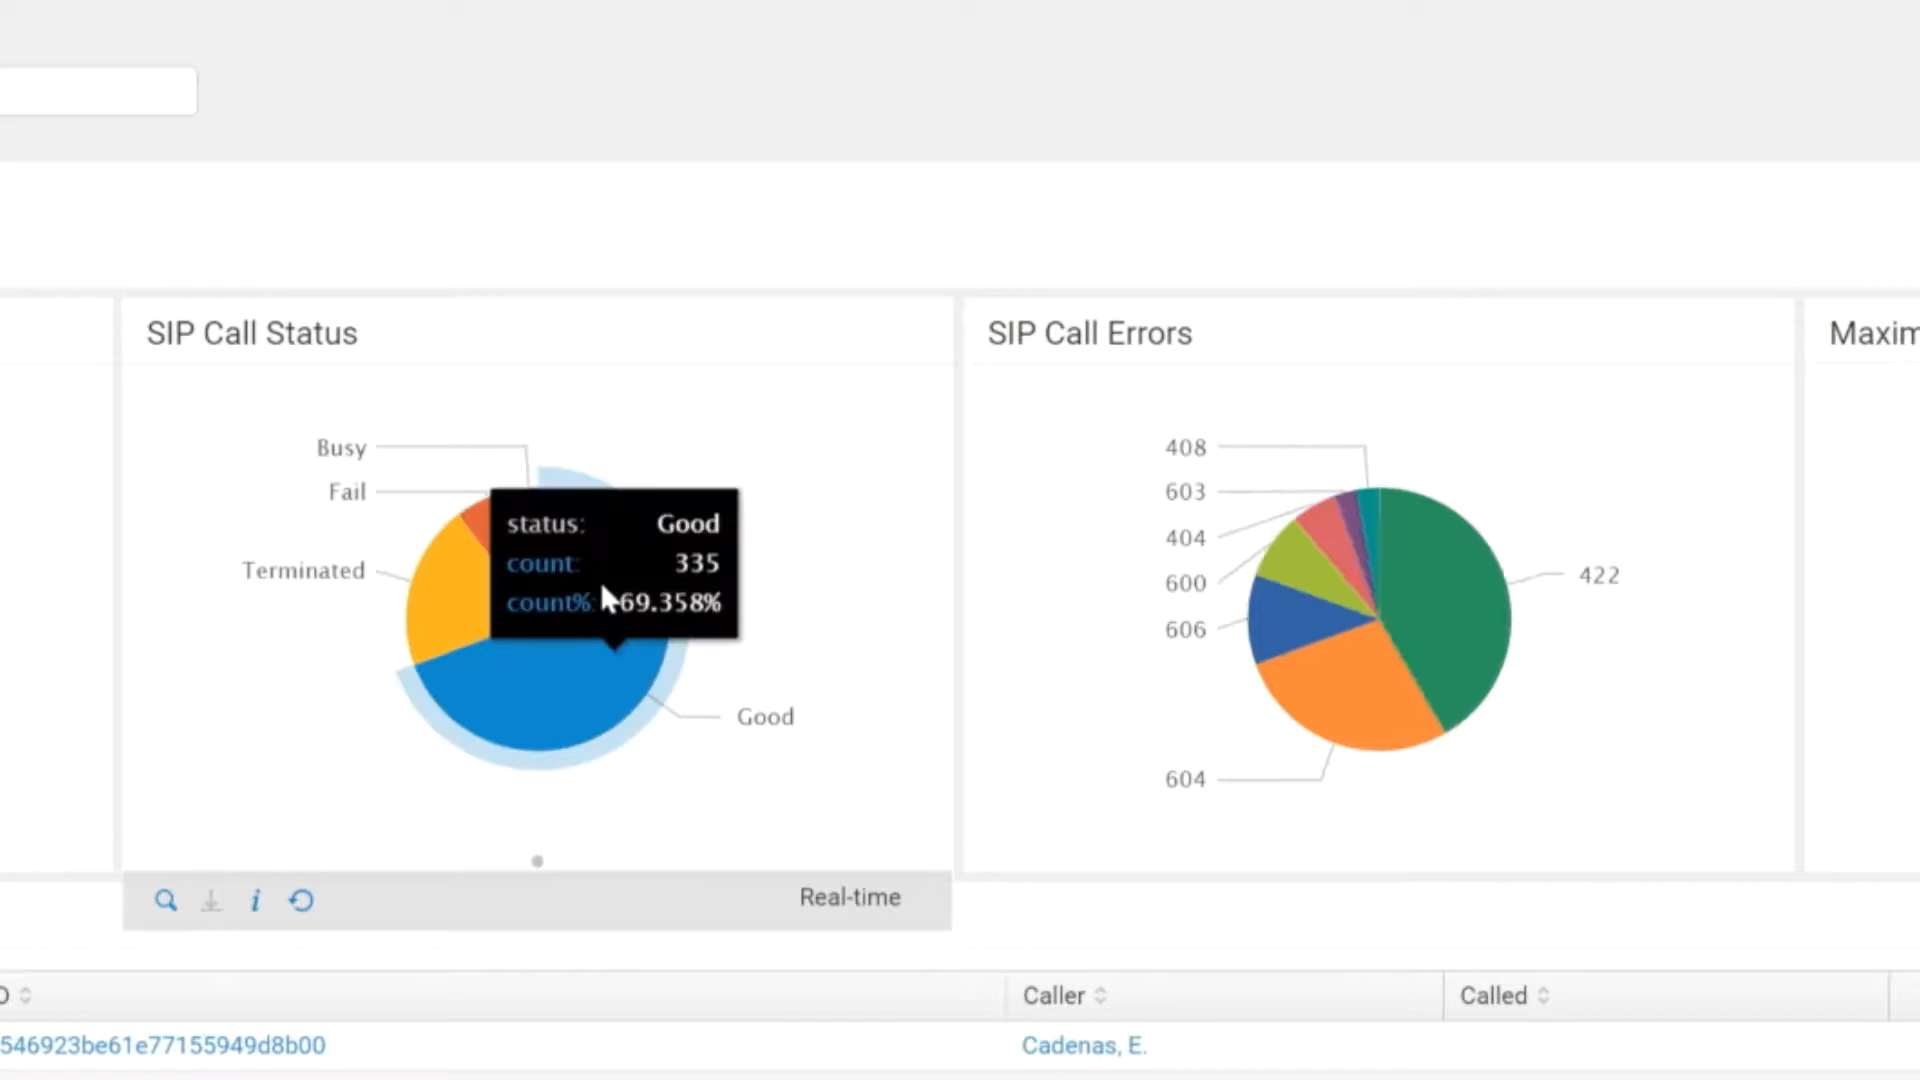 SIP Call Status
SIP Call Errors
Maxim
Busy
Fail
Terminated
Good
status: Good
count: 335
count%: 69.358%
408
603
404
600
606
604
422
i
Real-time
Caller
Called
546923be61e77155949d8b00
Cadenas, E.